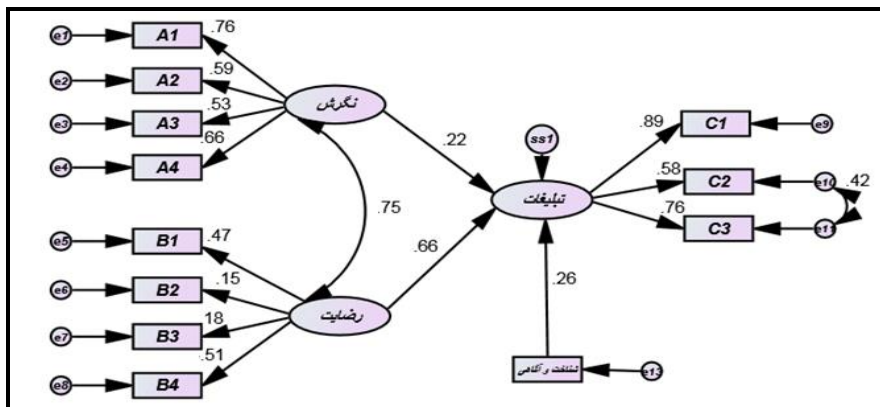 e1
A1
.76
e2
A2
.59
e3
A3
.53
e4
A4
.66
نگرش
.22
.75
ss1
تبلیغات
.89
C1
e9
.58
C2
e10
.42
.76
C3
e11
e5
B1
.47
e6
B2
.15
e7
B3
.18
e8
B4
.51
رضایت
.66
.26
شناخت و آگاهی
e13